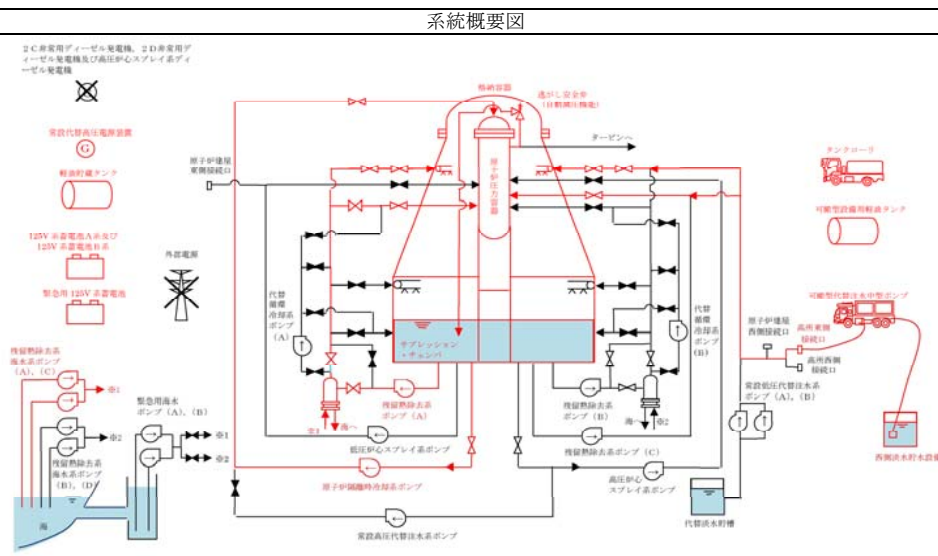 系統概要図
2C非常用ディーゼル発電機，2D非常用デ
ィーゼル発電機及び高圧炉心スプレイ系ディ
ーゼル発電機
常設代替高圧電源装置
G
軽油貯蔵タンク
125V系蓄電池A系及び
125V系蓄電池B系
緊急用125V系蓄電池
外部電源
残留熱除去系
海水系ポンプ
(A)，(C)
※1
※2
残留熱除去系
海水系ポンプ
(B)，(D)
海
緊急用海水
ポンプ(A)，(B)
※1
※2
原子炉建屋
東側接続口
格納容器
逃がし安全弁
(自動減圧機能)
タービンへ
原子炉圧力容器
代替
循環
冷却系
ポンプ
(A)
代替
循環
冷却系
ポンプ
(B)
サプレッション
・チェンバ
残留熱除去系
ポンプ(A)
残留熱除去系
ポンプ(B)
※1
海へ
海へ
※2
低圧炉心スプレイ系ポンプ
残留熱除去系ポンプ(C)
原子炉隔離時冷却系ポンプ
高圧炉心
スプレイ系ポンプ
常設高圧代替注水系ポンプ
タンクローリ
可搬型設備用軽油タンク
可搬型代替注水中型ポンプ
原子炉建屋
西側接続口
高所東側
接続口
高所西側
接続口
常設低圧代替注水系
ポンプ(A)，(B)
代替淡水貯槽
西側淡水貯水設備